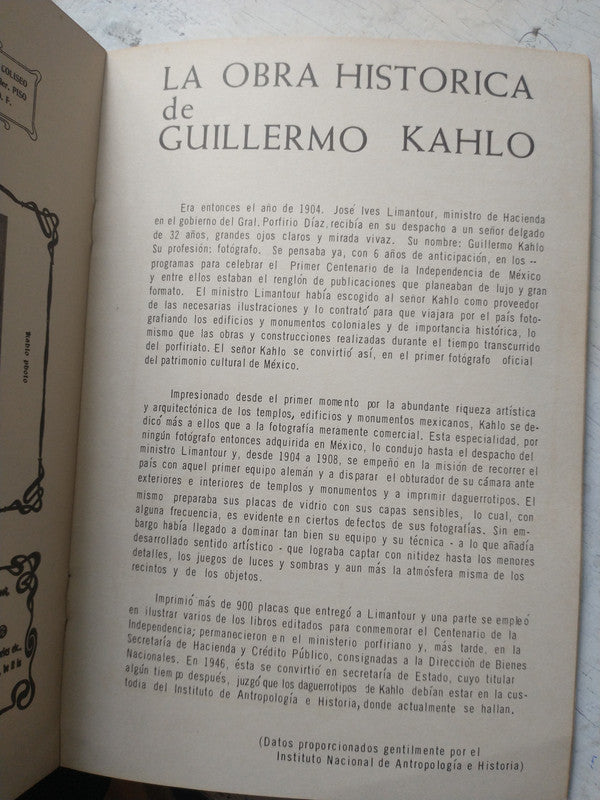 COLISEO
PISO
D. F.
Kahlo photo
LA OBRA HISTORICA
de
GUILLERMO KAHLO
Era entonces el año de 1904. José Ives Limantour, ministro de Hacienda
en el gobierno del Gral. Porfirio Díaz, recibía en su despacho a un señor delgado
de 32 años, grandes ojos claros y mirada vivaz. Su nombre: Guillermo Kahlo
Su profesión: fotógrafo. Se pensaba ya, con 6 años de anticipación, en los --
programas para celebrar el Primer Centenario de la Independencia de México
y entre ellos estaban el renglón de publicaciones que planeaban de lujo y gran
formato. El ministro Limantour había escogido al señor Kahlo como proveedor
de las necesarias ilustraciones y lo contrató para que viajara por el país foto-
grafiando los edificios y monumentos coloniales y de importancia histórica, lo
mismo que las obras y construcciones realizadas durante el tiempo transcurrido
del porfiriato. El señor Kahlo se convirtió así, en el primer fotógrafo oficial
del patrimonio cultural de México.
Impresionado desde el primer momento por la abundante riqueza artística
y arquitectónica de los templos, edificios y monumentos mexicanos, Kahlo se de-
dicó más a ellos que a la fotografía meramente comercial. Esta especialidad, por
ningún fotógrafo entonces adquirida en México, lo condujo hasta el despacho del
ministro Limantour y, desde 1904 a 1908, se empeñó en la misión de recorrer el
país con aquel primer equipo alemán y a disparar el obturador de su cámara ante
exteriores e interiores de templos y monumentos y a imprimir daguerrotipos. El
mismo preparaba sus placas de vidrio con sus capas sensibles, lo cual, con
alguna frecuencia, es evidente en ciertos defectos de sus fotografías. Sin em-
bargo había llegado a dominar tan bien su equipo y su técnica - a lo que añadía
desarrollado sentido artístico - que lograba captar con nitidez hasta los menores
detalles, los juegos de luces y sombras y aun más la atmósfera misma de los
recintos y de los objetos.
Imprimió más de 900 placas que entregó a Limantour y una parte se empleó
en ilustrar varios de los libros editados para conmemorar el Centenario de la
Independencia; permanecieron en el ministerio porfiriano y, más tarde, en la
Secretaría de Hacienda y Crédito Público, consignadas a la Dirección de Bienes
Nacionales. En 1946, ésta se convirtió en secretaría de Estado, cuyo titular
algún tiempo después, juzgó que los daguerrotipos de Kahlo debían estar en la cus-
todia del Instituto de Antropología e Historia, donde actualmente se hallan.
(Datos proporcionados gentilmente por el
Instituto Nacional de Antropología e Historia)